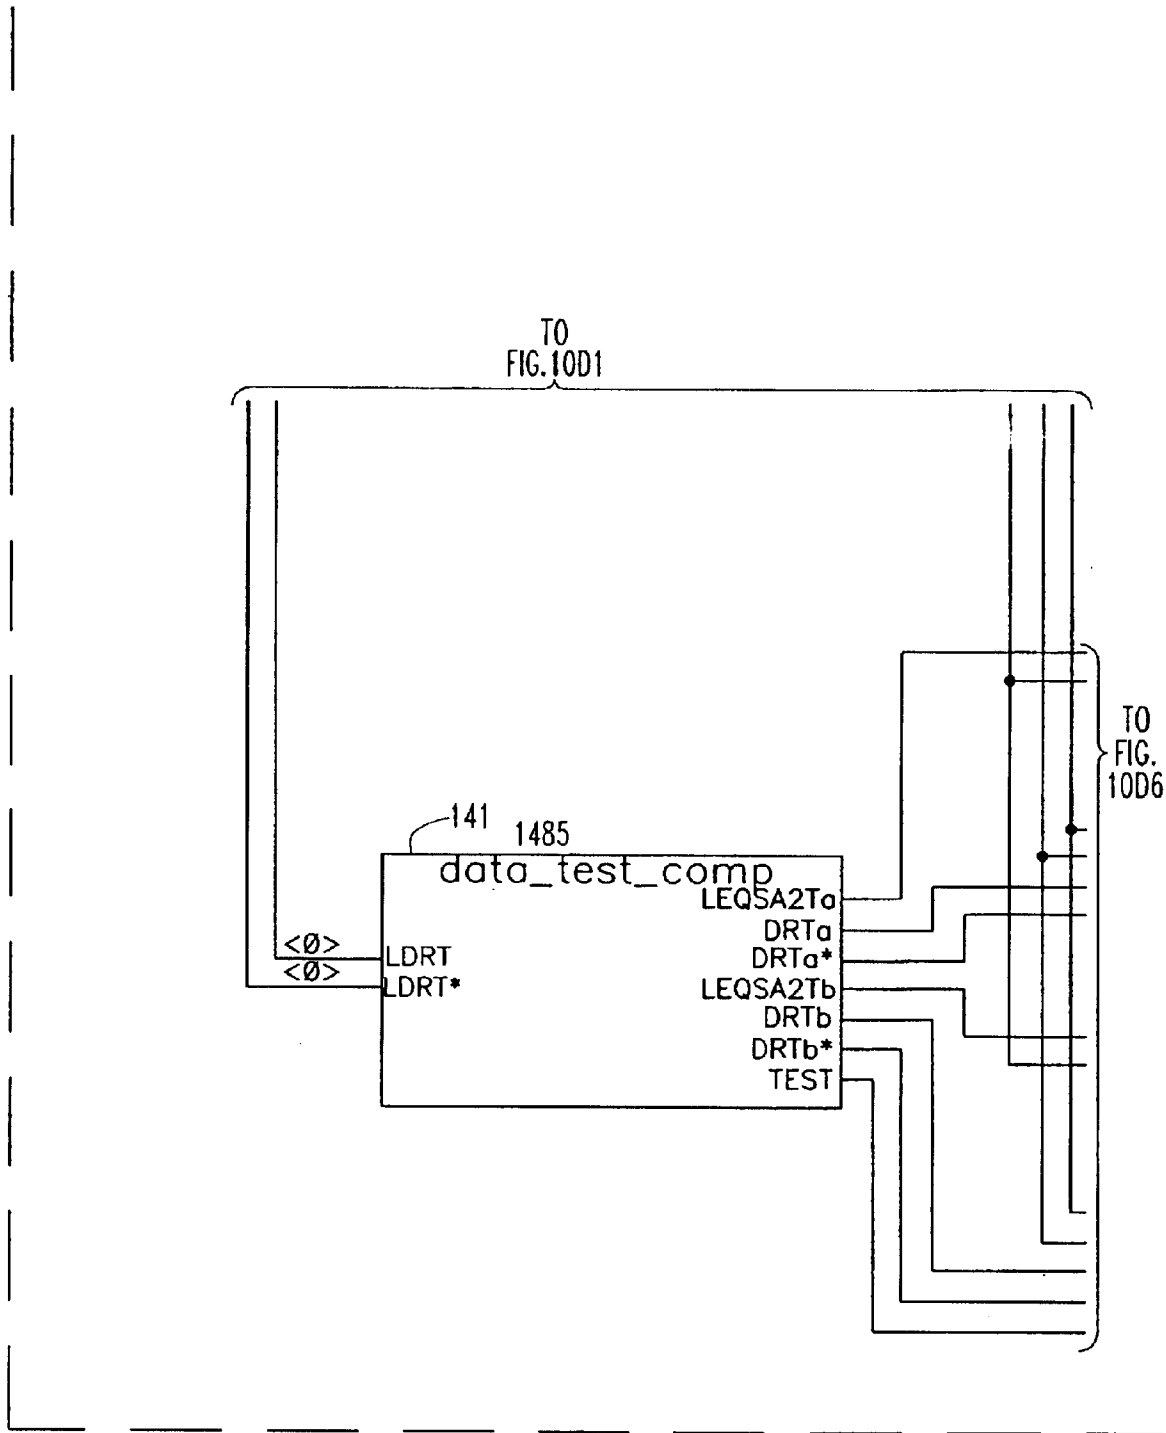 TO
FIG.10D1
TO
FIG.
10D6
141
1485
data_test_comp
LEQSA2Ta
DRTa
<Ø>
LDRT
DRTa*
<Ø>
LDRT*
LEQSA2Tb
DRTb
DRTb*
TEST